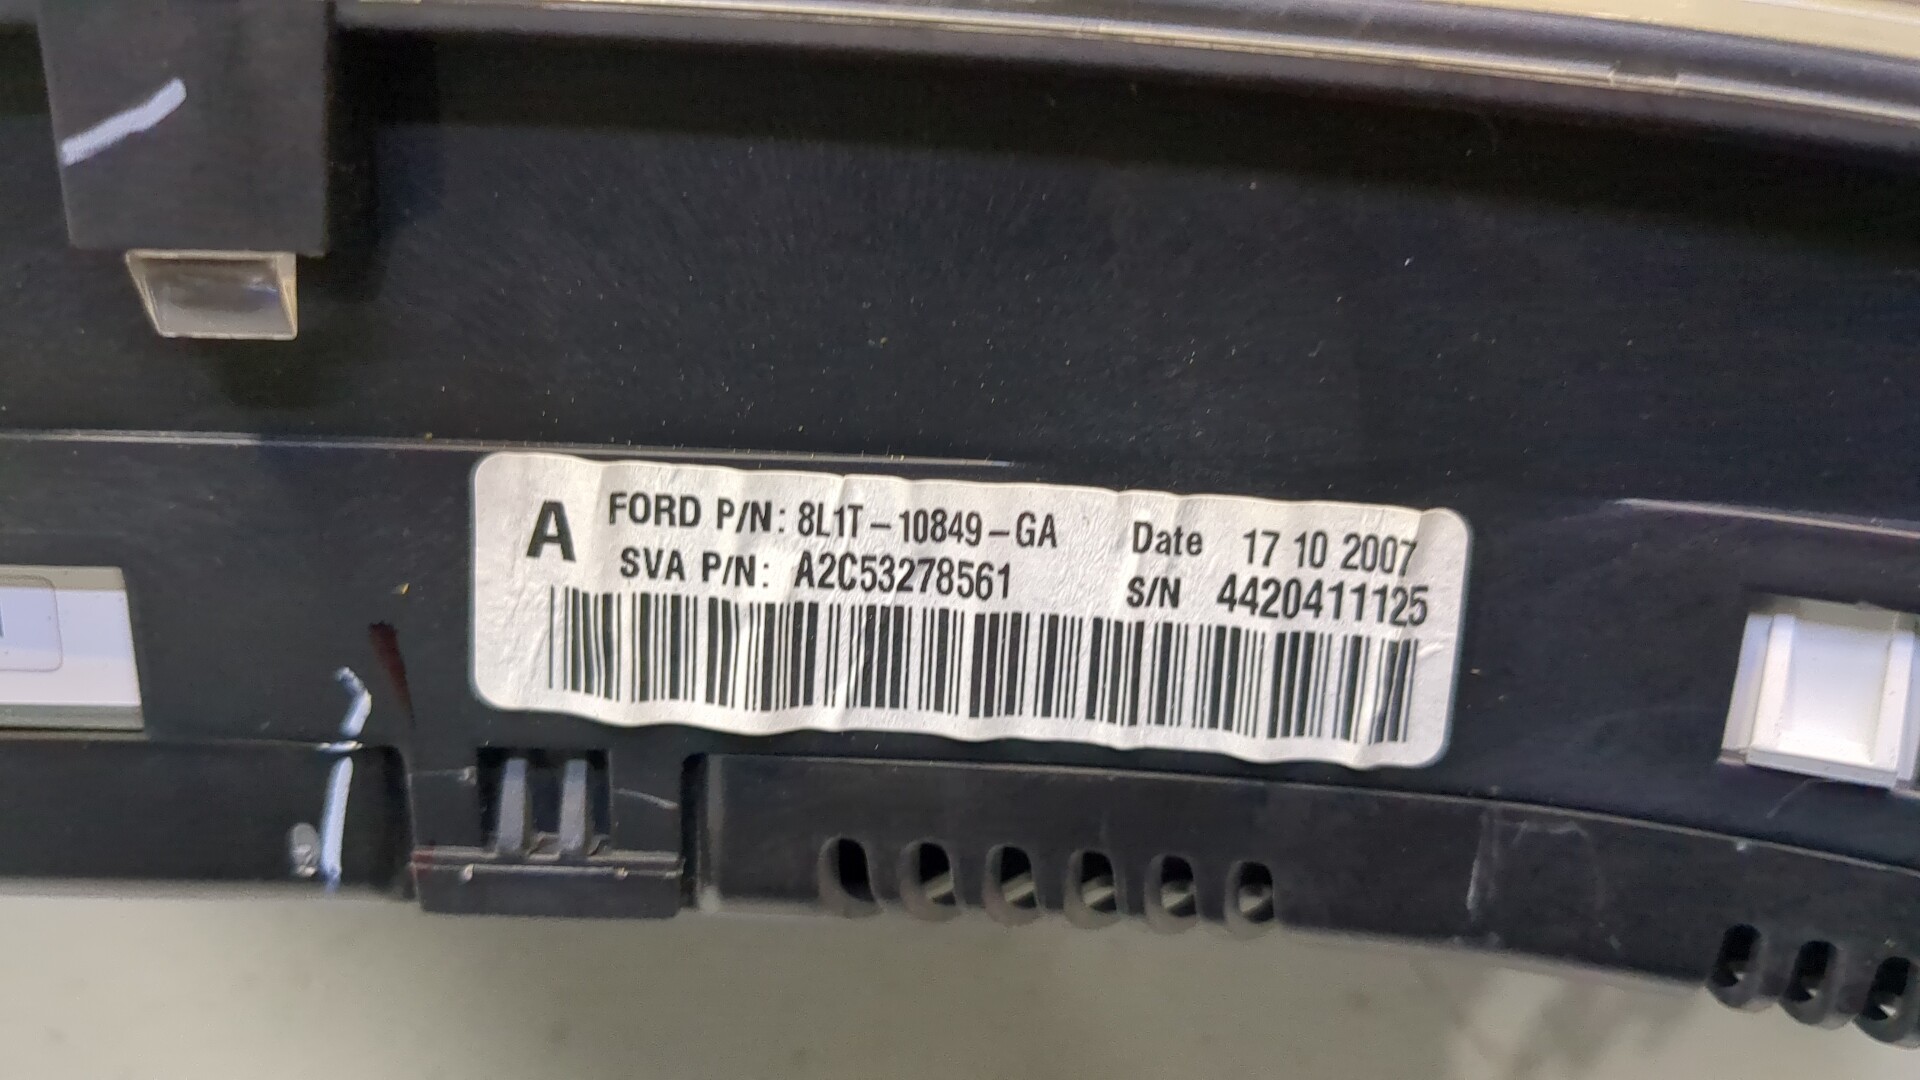 A
FORD P/N: 8L1T-10849-GA
SVA P/N: A2C53278561
Date 17 10 2007
S/N 4420411125